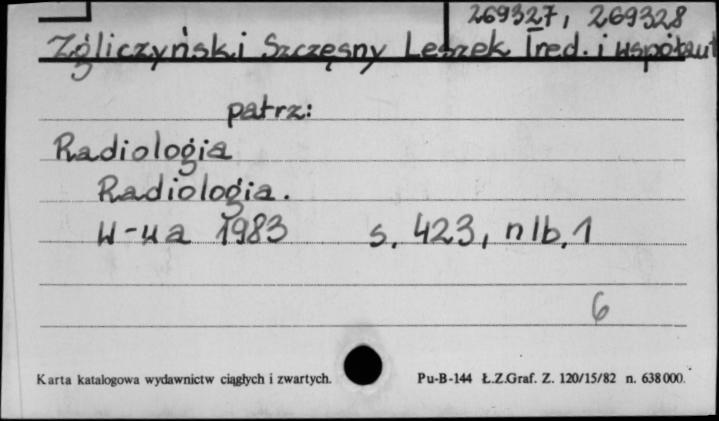 269327, 269328
Zgliczyński Szczęsny Leszek red. i współaut
patrz:
Radiologia
Radiologia.
W-wa 1983 s. 423, nlb. 1
6
Karta katalogowa wydawnictw ciągłych i zwartych. Pu-B-144 Ł.Z.Graf. Z. 120/15/82 n. 638000.